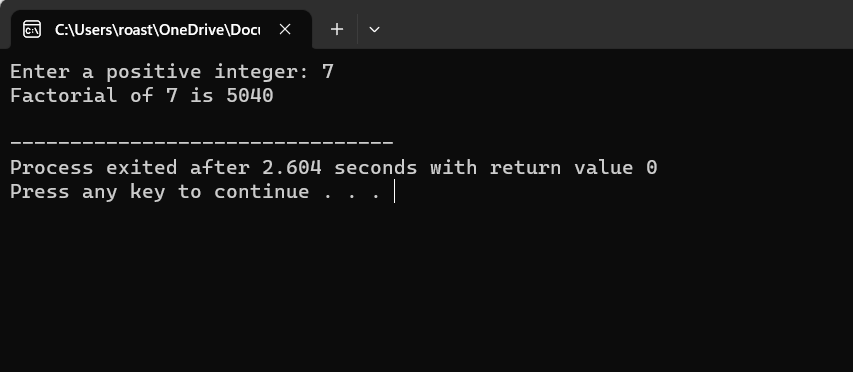 C:\Users\roast\OneDrive\Docu
Enter a positive integer: 7
Factorial of 7 is 5040
--------------------------------
Process exited after 2.604 seconds with return value 0
Press any key to continue . . .